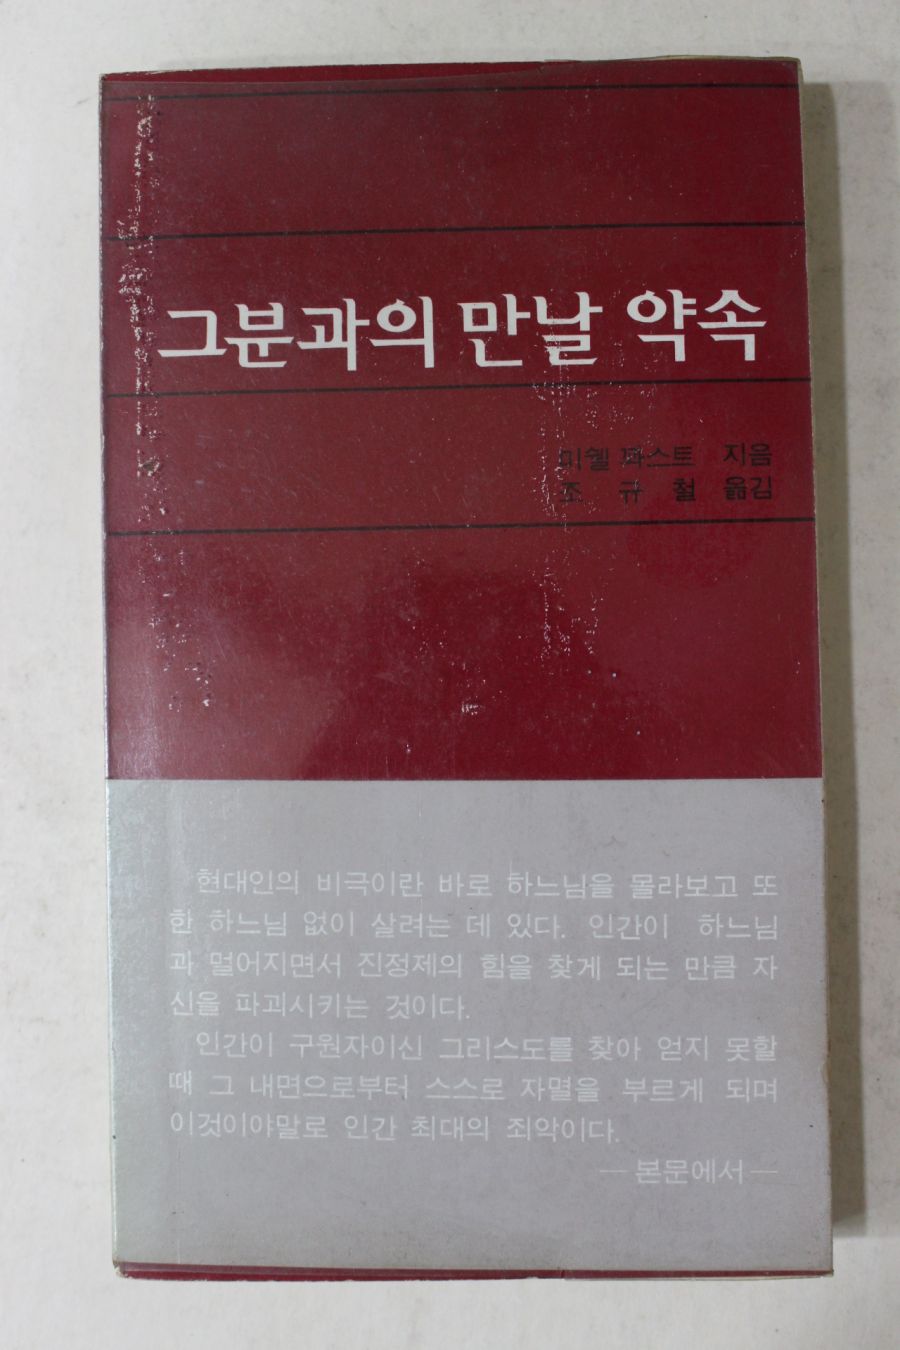 그분과의 만날 약속
미쉘 꽈스트 지음
조규철 옮김
현대인의 비극이란 바로 하느님을 몰라보고 또
한 하느님 없이 살려는 데 있다. 인간이 하느님
과 멀어지면서 진정제의 힘을 찾게 되는 만큼 자
신을 파괴시키는 것이다.
인간이 구원자이신 그리스도를 찾아 얻지 못할
때 그 내면으로부터 스스로 자멸을 부르게 되며
이것이야말로 인간 최대의 죄악이다.
—본문에서—